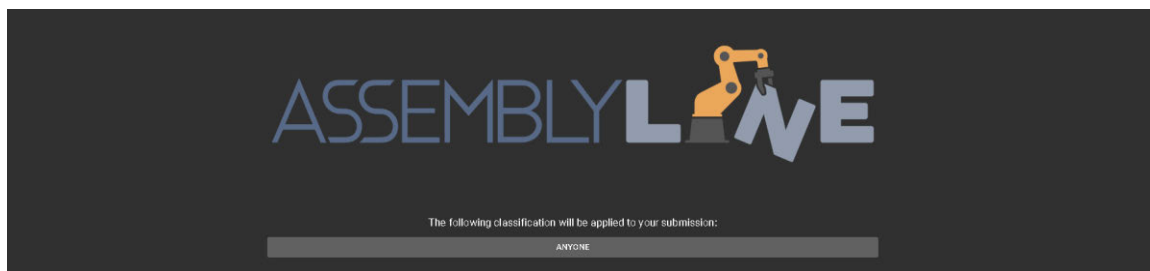 ASSEMBLYLINE
The following classification will be applied to your submission:
ANYONE